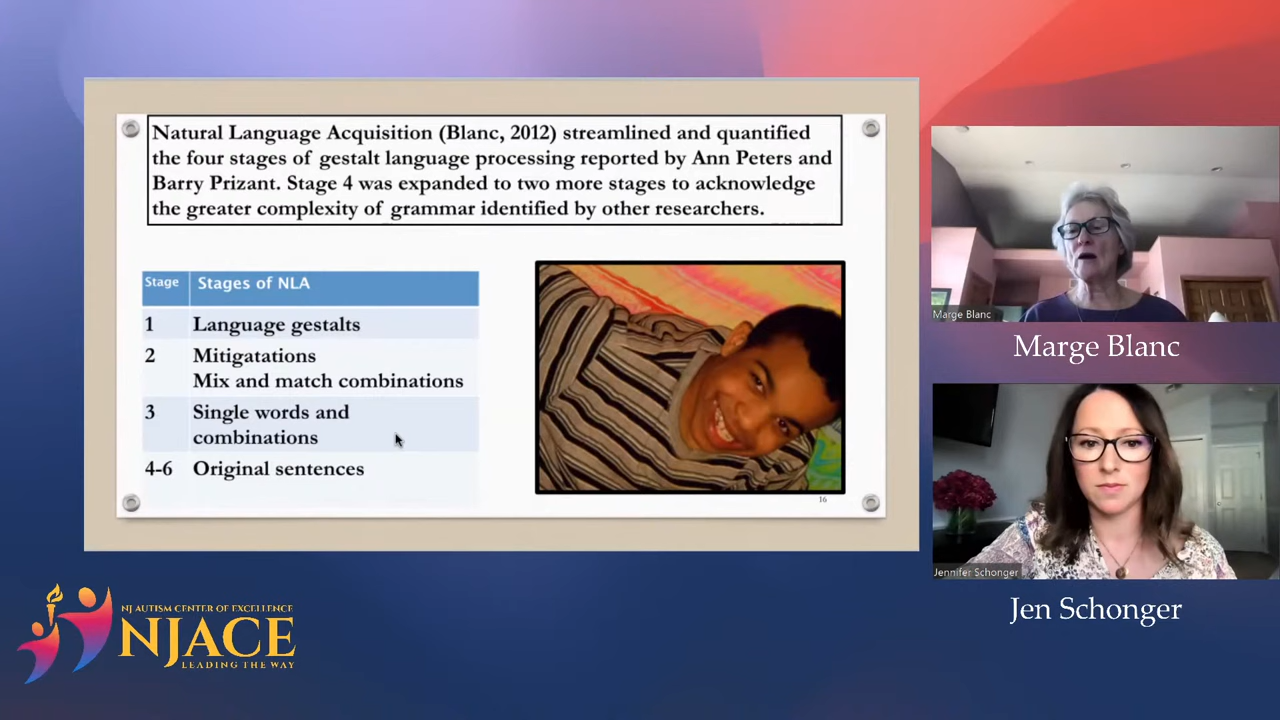 Natural Language Acquisition (Blanc, 2012) streamlined and quantified
the four stages of gestalt language processing reported by Ann Peters and
Barry Prizant. Stage 4 was expanded to two more stages to acknowledge
the greater complexity of grammar identified by other researchers.
Stage Stages of NLA
1 Language gestalts
2 Mitigatations
Mix and match combinations
3 Single words and
combinations
4-6 Original sentences
16
Marge Blanc
Marge Blanc
Jennifer Schonger
Jen Schonger
NJ AUTISM CENTER OF EXCELLENCE
NJACE
LEADING THE WAY